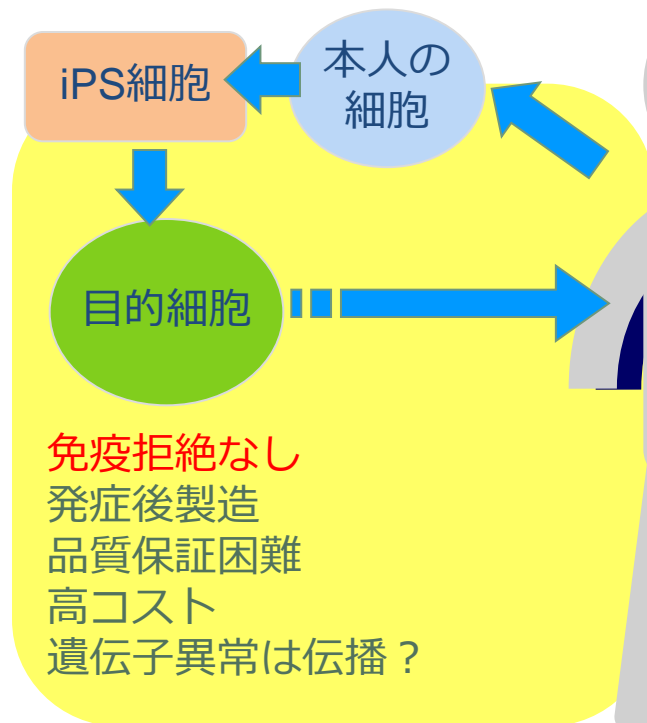 iPS細胞
本人の
細胞
目的細胞
免疫拒絶なし
発症後製造
品質保証困難
高コスト
遺伝子異常は伝播？